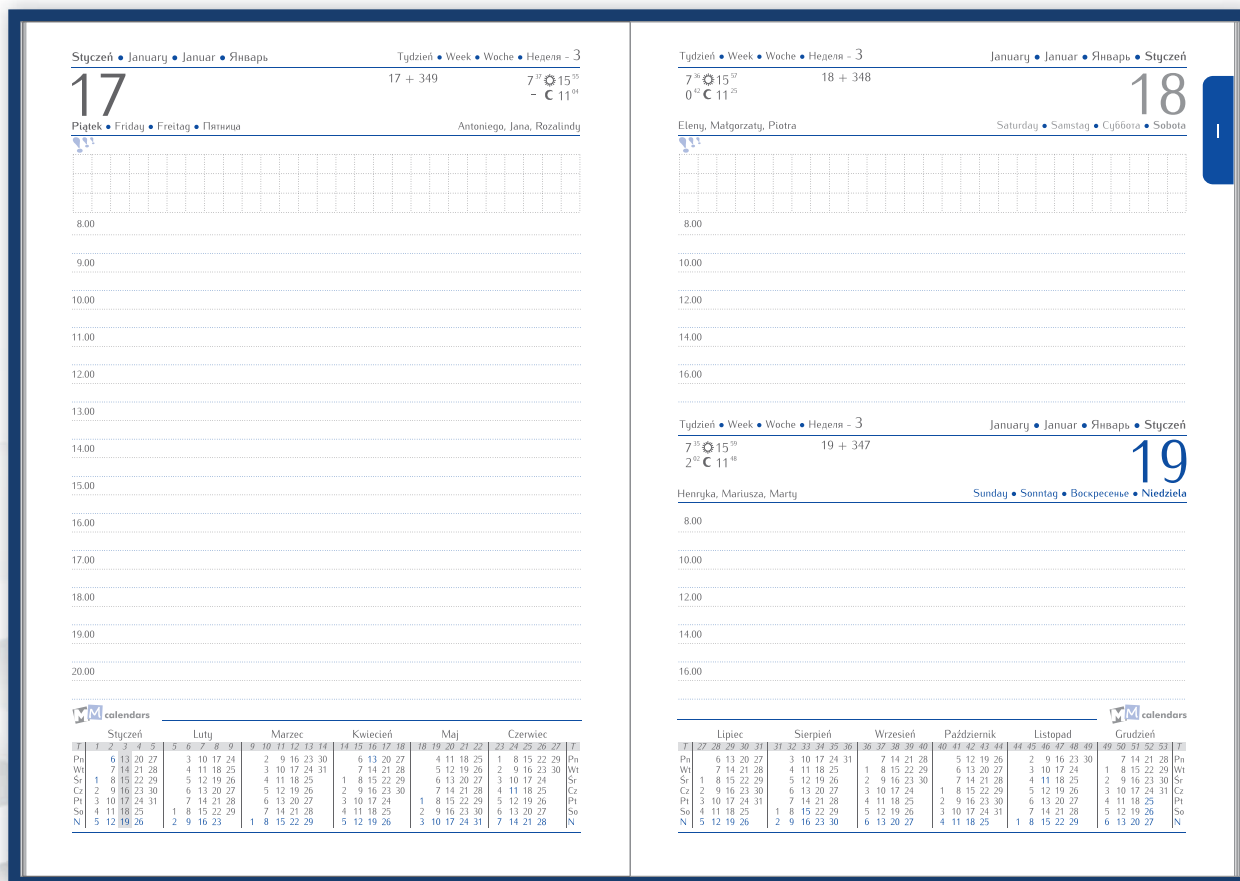 Styczeń ● January ● Januar ● Январь Tydzień ● Week ● Woche ● Неделя – 3
17 17 + 349 7 37 15 55
– 11 04
Piątek ● Friday ● Freitag ● Пятница Antoniego, Jana, Rozalindy
8.00
9.00
10.00
11.00
12.00
13.00
14.00
15.00
16.00
17.00
18.00
19.00
20.00
MM calendars
Styczeń Luty Marzec Kwiecień Maj Czerwiec
T 1 2 3 4 5 5 6 7 8 9 9 10 11 12 13 14 14 15 16 17 18 18 19 20 21 22 23 24 25 26 27 T
Pn 6 13 20 27 3 10 17 24 2 9 16 23 30 6 13 20 27 4 11 18 25 1 8 15 22 29 Pn
Wt 7 14 21 28 4 11 18 25 3 10 17 24 31 7 14 21 28 5 12 19 26 2 9 16 23 30 Wt
Śr 1 8 15 22 29 5 12 19 26 4 11 18 25 1 8 15 22 29 6 13 20 27 3 10 17 24 Śr
Cz 2 9 16 23 30 6 13 20 27 5 12 19 26 2 9 16 23 30 7 14 21 28 4 11 18 25 Cz
Pt 3 10 17 24 31 7 14 21 28 6 13 20 27 3 10 17 24 1 8 15 22 29 5 12 19 26 Pt
So 4 11 18 25 1 8 15 22 29 7 14 21 28 4 11 18 25 2 9 16 23 30 6 13 20 27 So
N 5 12 19 26 2 9 16 23 1 8 15 22 29 5 12 19 26 3 10 17 24 31 7 14 21 28 N
Tydzień ● Week ● Woche ● Неделя – 3 January ● Januar ● Январь ● Styczeń
7 36 15 57 18 + 348 18
0 42 11 25
Eleny, Małgorzaty, Piotra Saturday ● Samstag ● Суббота ● Sobota
I
8.00
10.00
12.00
14.00
16.00
Tydzień ● Week ● Woche ● Неделя – 3 January ● Januar ● Январь ● Styczeń
7 35 15 59 19 + 347 19
2 02 11 48
Henryka, Mariusza, Marty Sunday ● Sonntag ● Воскресенье ● Niedziela
8.00
10.00
12.00
14.00
16.00
MM calendars
Lipiec Sierpień Wrzesień Październik Listopad Grudzień
T 27 28 29 30 31 31 32 33 34 35 36 36 37 38 39 40 40 41 42 43 44 44 45 46 47 48 49 49 50 51 52 53 T
Pn 6 13 20 27 3 10 17 24 31 7 14 21 28 5 12 19 26 2 9 16 23 30 7 14 21 28 Pn
Wt 7 14 21 28 4 11 18 25 1 8 15 22 29 6 13 20 27 3 10 17 24 1 8 15 22 29 Wt
Śr 1 8 15 22 29 5 12 19 26 2 9 16 23 30 7 14 21 28 4 11 18 25 2 9 16 23 30 Śr
Cz 2 9 16 23 30 6 13 20 27 3 10 17 24 1 8 15 22 29 5 12 19 26 3 10 17 24 31 Cz
Pt 3 10 17 24 31 7 14 21 28 4 11 18 25 2 9 16 23 30 6 13 20 27 4 11 18 25 Pt
So 4 11 18 25 1 8 15 22 29 5 12 19 26 3 10 17 24 31 7 14 21 28 5 12 19 26 So
N 5 12 19 26 2 9 16 23 30 6 13 20 27 4 11 18 25 1 8 15 22 29 6 13 20 27 N